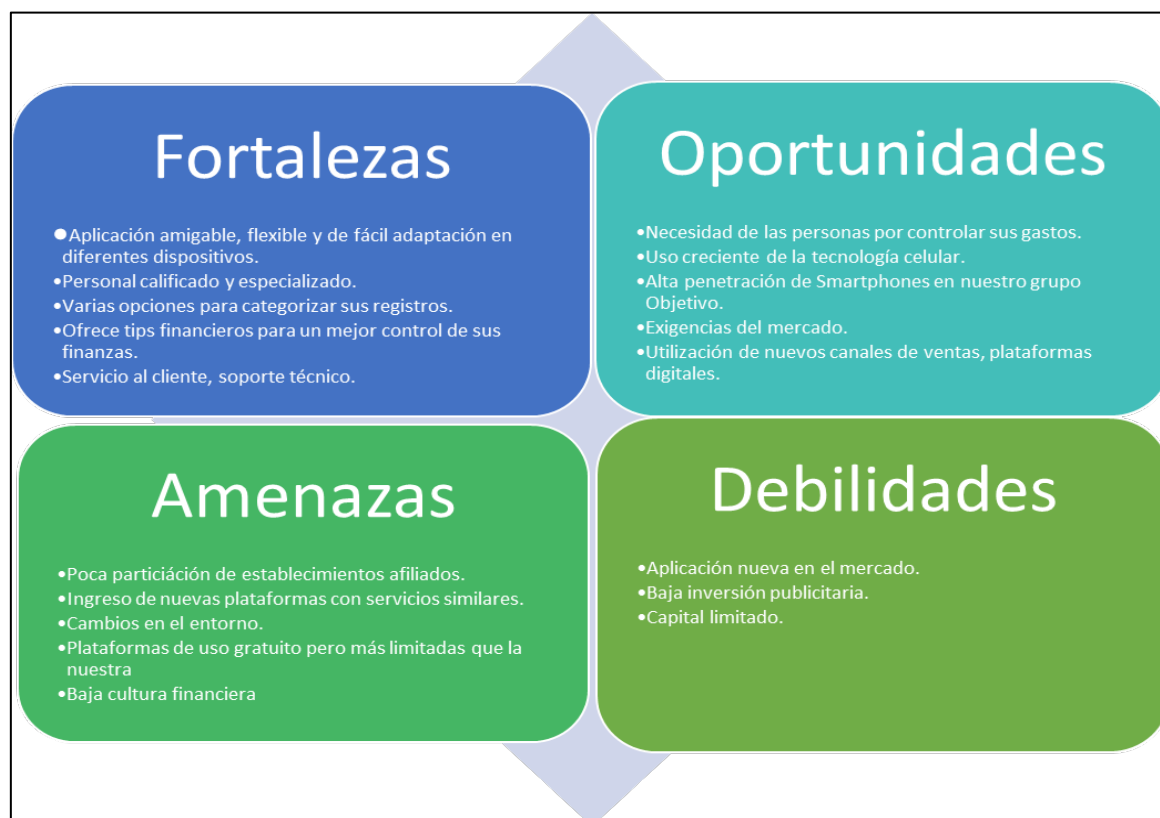 Fortalezas
●Aplicación amigable, flexible y de fácil adaptación en
diferentes dispositivos.
•Personal calificado y especializado.
•Varias opciones para categorizar sus registros.
•Ofrece tips financieros para un mejor control de sus
finanzas.
•Servicio al cliente, soporte técnico.
Oportunidades
•Necesidad de las personas por controlar sus gastos.
•Uso creciente de la tecnología celular.
•Alta penetración de Smartphones en nuestro grupo
Objetivo.
•Exigencias del mercado.
•Utilización de nuevos canales de ventas, plataformas
digitales.
Amenazas
•Poca particiáción de establecimientos afiliados.
•Ingreso de nuevas plataformas con servicios similares.
•Cambios en el entorno.
•Plataformas de uso gratuito pero más limitadas que la
nuestra
•Baja cultura financiera
Debilidades
•Aplicación nueva en el mercado.
•Baja inversión publicitaria.
•Capital limitado.